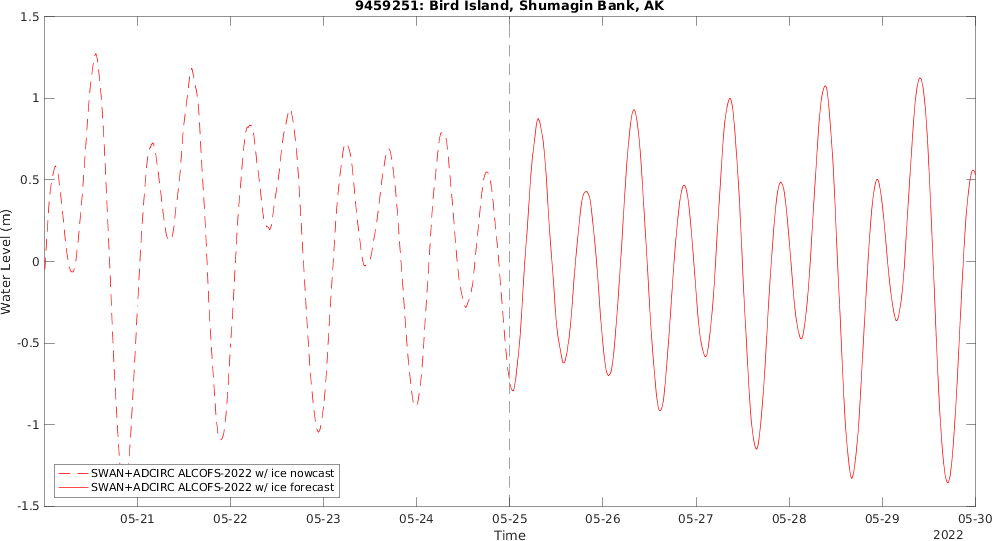 9459251: Bird Island, Shumagin Bank, AK
1.5
1
0.5
0
-0.5
-1
-1.5
Water Level (m)
SWAN+ADCIRC ALCOFS-2022 w/ ice nowcast
SWAN+ADCIRC ALCOFS-2022 w/ ice forecast
05-21 05-22 05-23 05-24 05-25 05-26 05-27 05-28 05-29 05-30
Time
2022